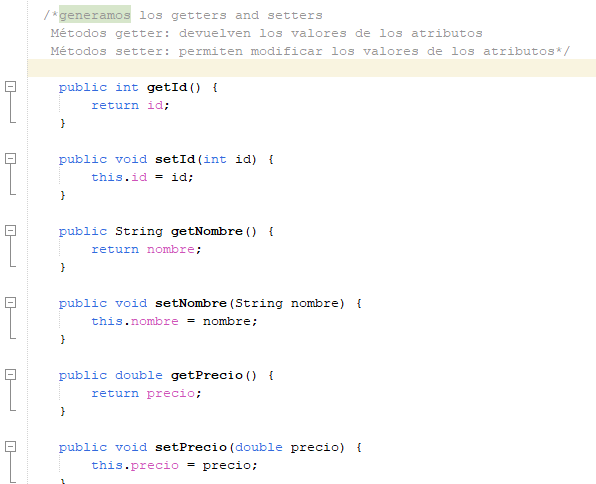 /*generamos los getters and setters
Métodos getter: devuelven los valores de los atributos
Métodos setter: permiten modificar los valores de los atributos*/
public int getId() {
return id;
}
public void setId(int id) {
this.id = id;
}
public String getNombre() {
return nombre;
}
public void setNombre(String nombre) {
this.nombre = nombre;
}
public double getPrecio() {
return precio;
}
public void setPrecio(double precio) {
this.precio = precio;
}